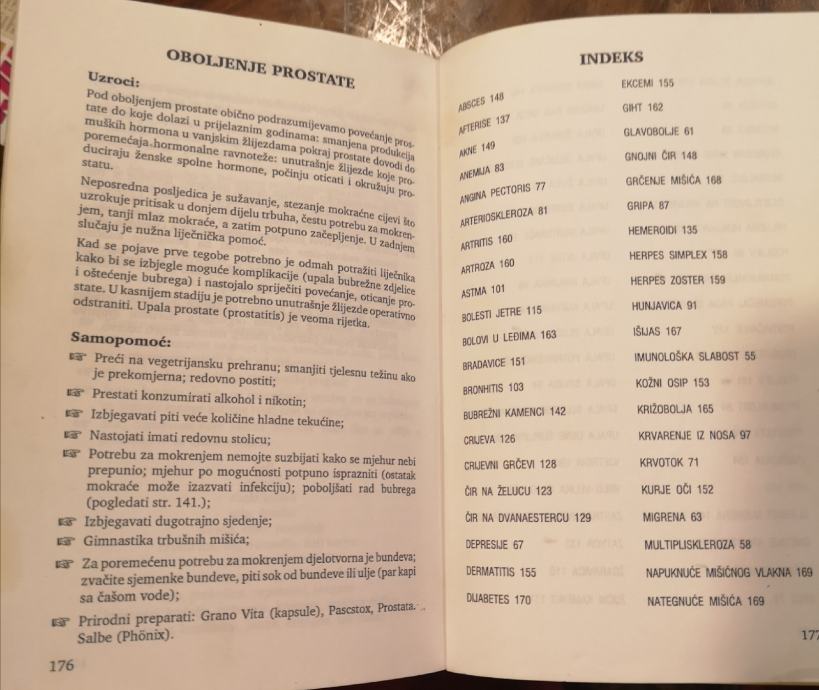 OBOLJENJE PROSTATE
Uzroci:
Pod oboljenjem prostate obično podrazumijevamo povećanje pros-
tate do koje dolazi u prijelaznim godinama: smanjena produkcija
muških hormona u vanjskim žlijezdama pokraj prostate dovodi do
poremećaja hormonalne ravnoteže: unutrašnje žlijezde koje pro-
duciraju ženske spolne hormone, počinju oticati i okružuju pro-
statu.
Neposredna posljedica je sužavanje, stezanje mokraćne cijevi što
uzrokuje pritisak u donjem dijelu trbuha, čestu potrebu za mokren-
jem, tanji mlaz mokraće, a zatim potpuno začepljenje. U zadnjem
slučaju je nužna liječnička pomoć.
Kad se pojave prve tegobe potrebno je odmah potražiti liječnika
kako bi se izbjegle moguće komplikacije (upala bubrežne zdjelice
i oštećenje bubrega) i nastojalo spriječiti povećanje, oticanje pro-
state. U kasnijem stadiju je potrebno unutrašnje žlijezde operativno
odstraniti. Upala prostate (prostatitis) je veoma rijetka.
Samopomoć:
☞ Preći na vegetrijansku prehranu; smanjiti tjelesnu težinu ako
je prekomjerna; redovno postiti;
☞ Prestati konzumirati alkohol i nikotin;
☞ Izbjegavati piti veće količine hladne tekućine;
☞ Nastojati imati redovnu stolicu;
☞ Potrebu za mokrenjem nemojte suzbijati kako se mjehur nebi
prepunio; mjehur po mogućnosti potpuno isprazniti (ostatak
mokraće može izazvati infekciju); poboljšati rad bubrega
(pogledati str. 141.);
☞ Izbjegavati dugotrajno sjedenje;
☞ Gimnastika trbušnih mišića;
☞ Za poremećenu potrebu za mokrenjem djelotvorna je bundeva;
zvačite sjemenke bundeve, piti sok od bundeve ili ulje (par kapi
sa čašom vode);
☞ Prirodni preparati: Grano Vita (kapsule), Pascstox, Prostata.
Salbe (Phönix).
176
INDEKS
ABSCES 148
AFTERIŠE 137
AKNE 149
ANEMIJA 83
ANGINA PECTORIS 77
ARTERIOSKLEROZA 81
ARTRITIS 160
ARTROZA 160
ASTMA 101
BOLESTI JETRE 115
BOLOVI U LEĐIMA 163
BRADAVICE 151
BRONHITIS 103
BUBREŽNI KAMENCI 142
CRIJEVA 126
CRIJEVNI GRČEVI 128
ČIR NA ŽELUCU 123
ČIR NA DVANAESTERCU 129
DEPRESIJE 67
DERMATITIS 155
DIJABETES 170
EKCEMI 155
GIHT 162
GLAVOBOLJE 61
GNOJNI ČIR 148
GRČENJE MIŠIĆA 168
GRIPA 87
HEMEROIDI 135
HERPES SIMPLEX 158
HERPES ZOSTER 159
HUNJAVICA 91
IŠIJAS 167
IMUNOLOŠKA SLABOST 55
KOŽNI OSIP 153
KRIŽOBOLJA 165
KRVARENJE IZ NOSA 97
KRVOTOK 71
KURJE OČI 152
MIGRENA 63
MULTIPLISKLEROZA 58
NAPUKNUĆE MIŠIĆNOG VLAKNA 169
NATEGNUĆE MIŠIĆA 169
177